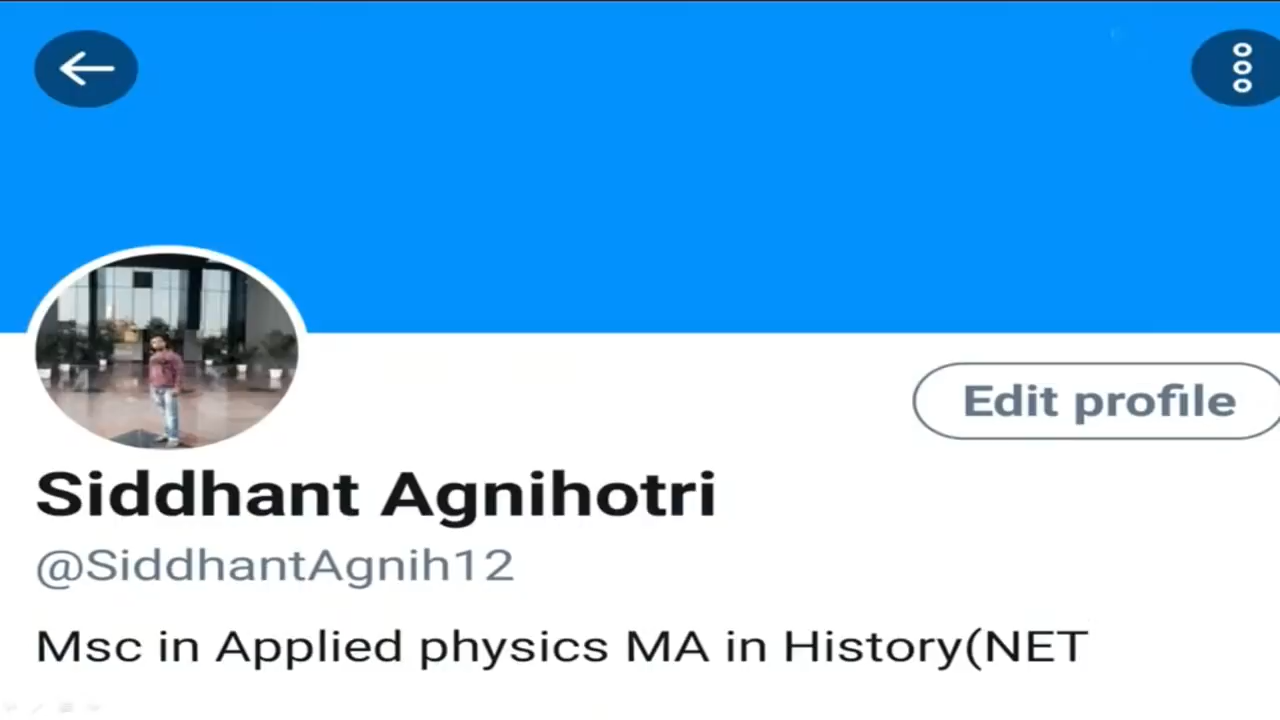 Edit profile
Siddhant Agnihotri
@SiddhantAgnih12
Msc in Applied physics MA in History(NET